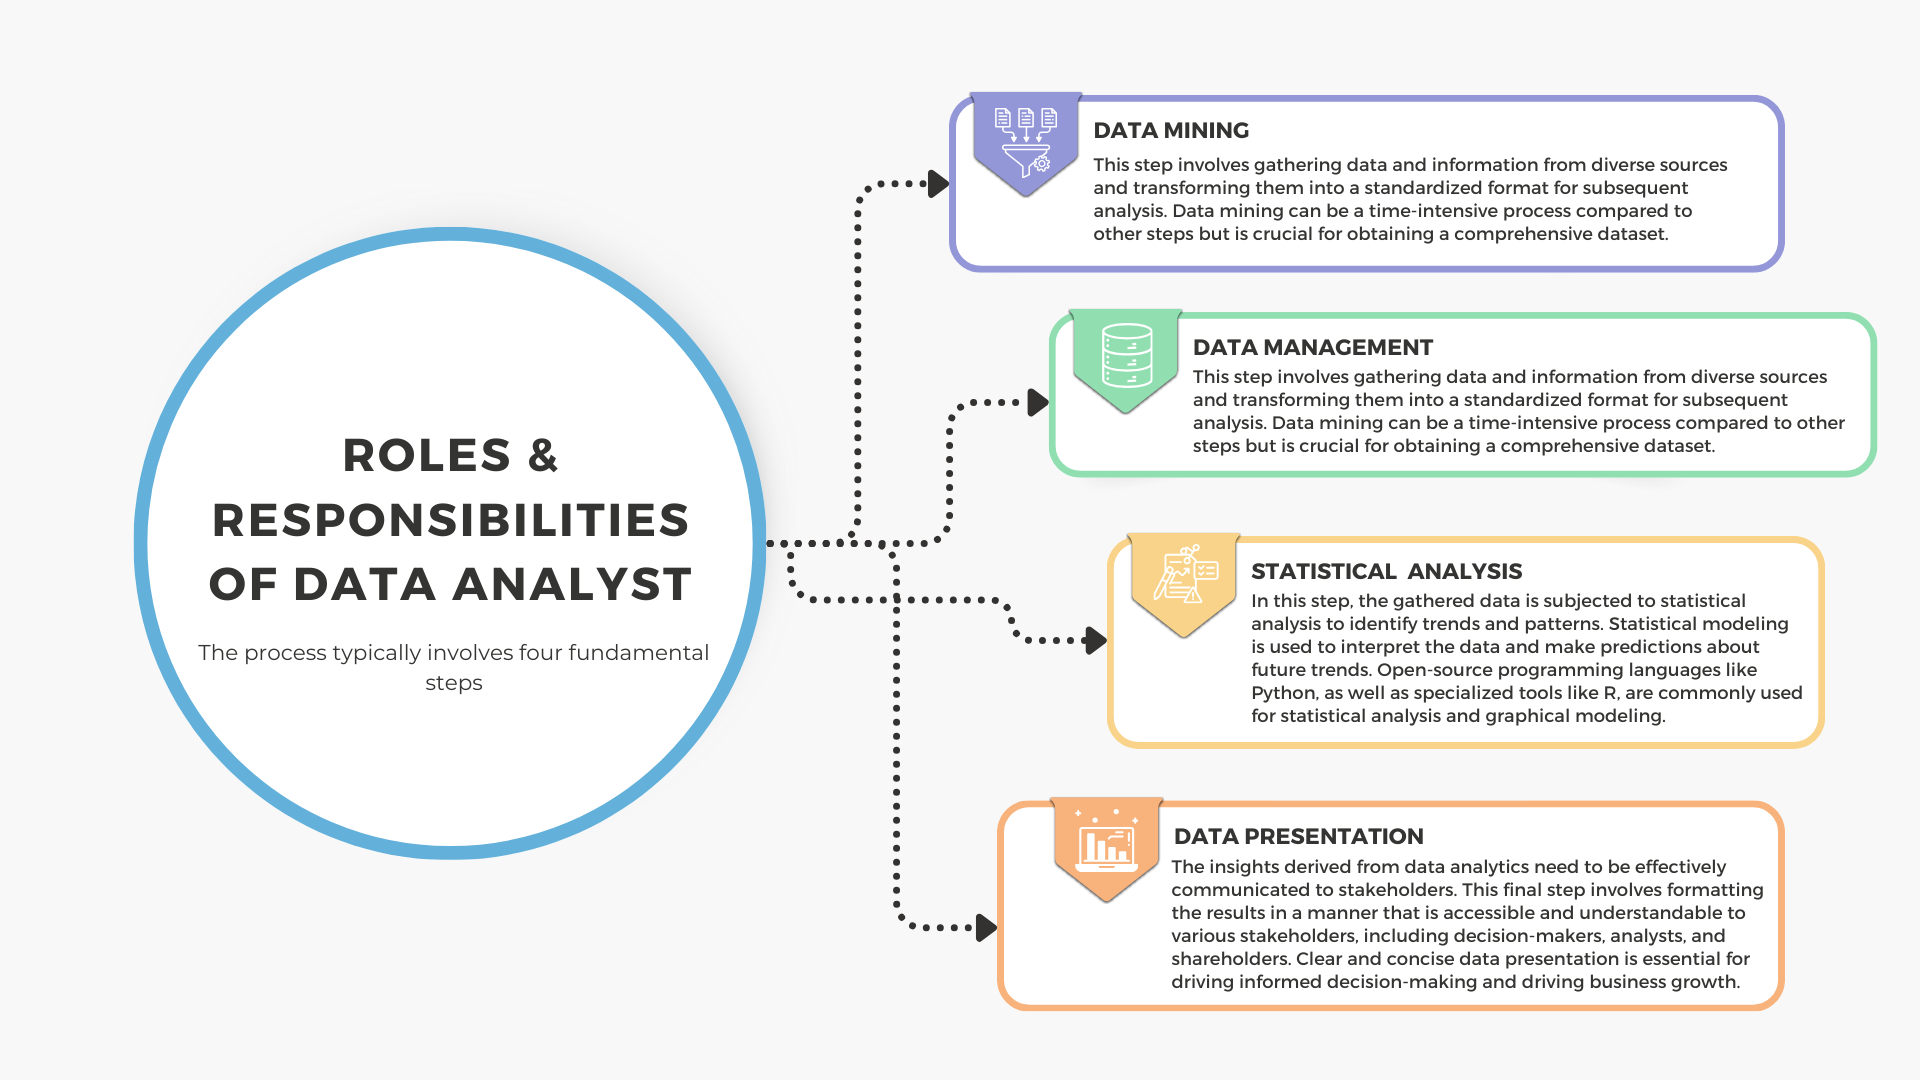 ROLES &
RESPONSIBILITIES
OF DATA ANALYST
The process typically involves four fundamental
steps
DATA MINING
This step involves gathering data and information from diverse sources
and transforming them into a standardized format for subsequent
analysis. Data mining can be a time-intensive process compared to
other steps but is crucial for obtaining a comprehensive dataset.
DATA MANAGEMENT
This step involves gathering data and information from diverse sources
and transforming them into a standardized format for subsequent
analysis. Data mining can be a time-intensive process compared to other
steps but is crucial for obtaining a comprehensive dataset.
STATISTICAL ANALYSIS
In this step, the gathered data is subjected to statistical
analysis to identify trends and patterns. Statistical modeling
is used to interpret the data and make predictions about
future trends. Open-source programming languages like
Python, as well as specialized tools like R, are commonly used
for statistical analysis and graphical modeling.
DATA PRESENTATION
The insights derived from data analytics need to be effectively
communicated to stakeholders. This final step involves formatting
the results in a manner that is accessible and understandable to
various stakeholders, including decision-makers, analysts, and
shareholders. Clear and concise data presentation is essential for
driving informed decision-making and driving business growth.